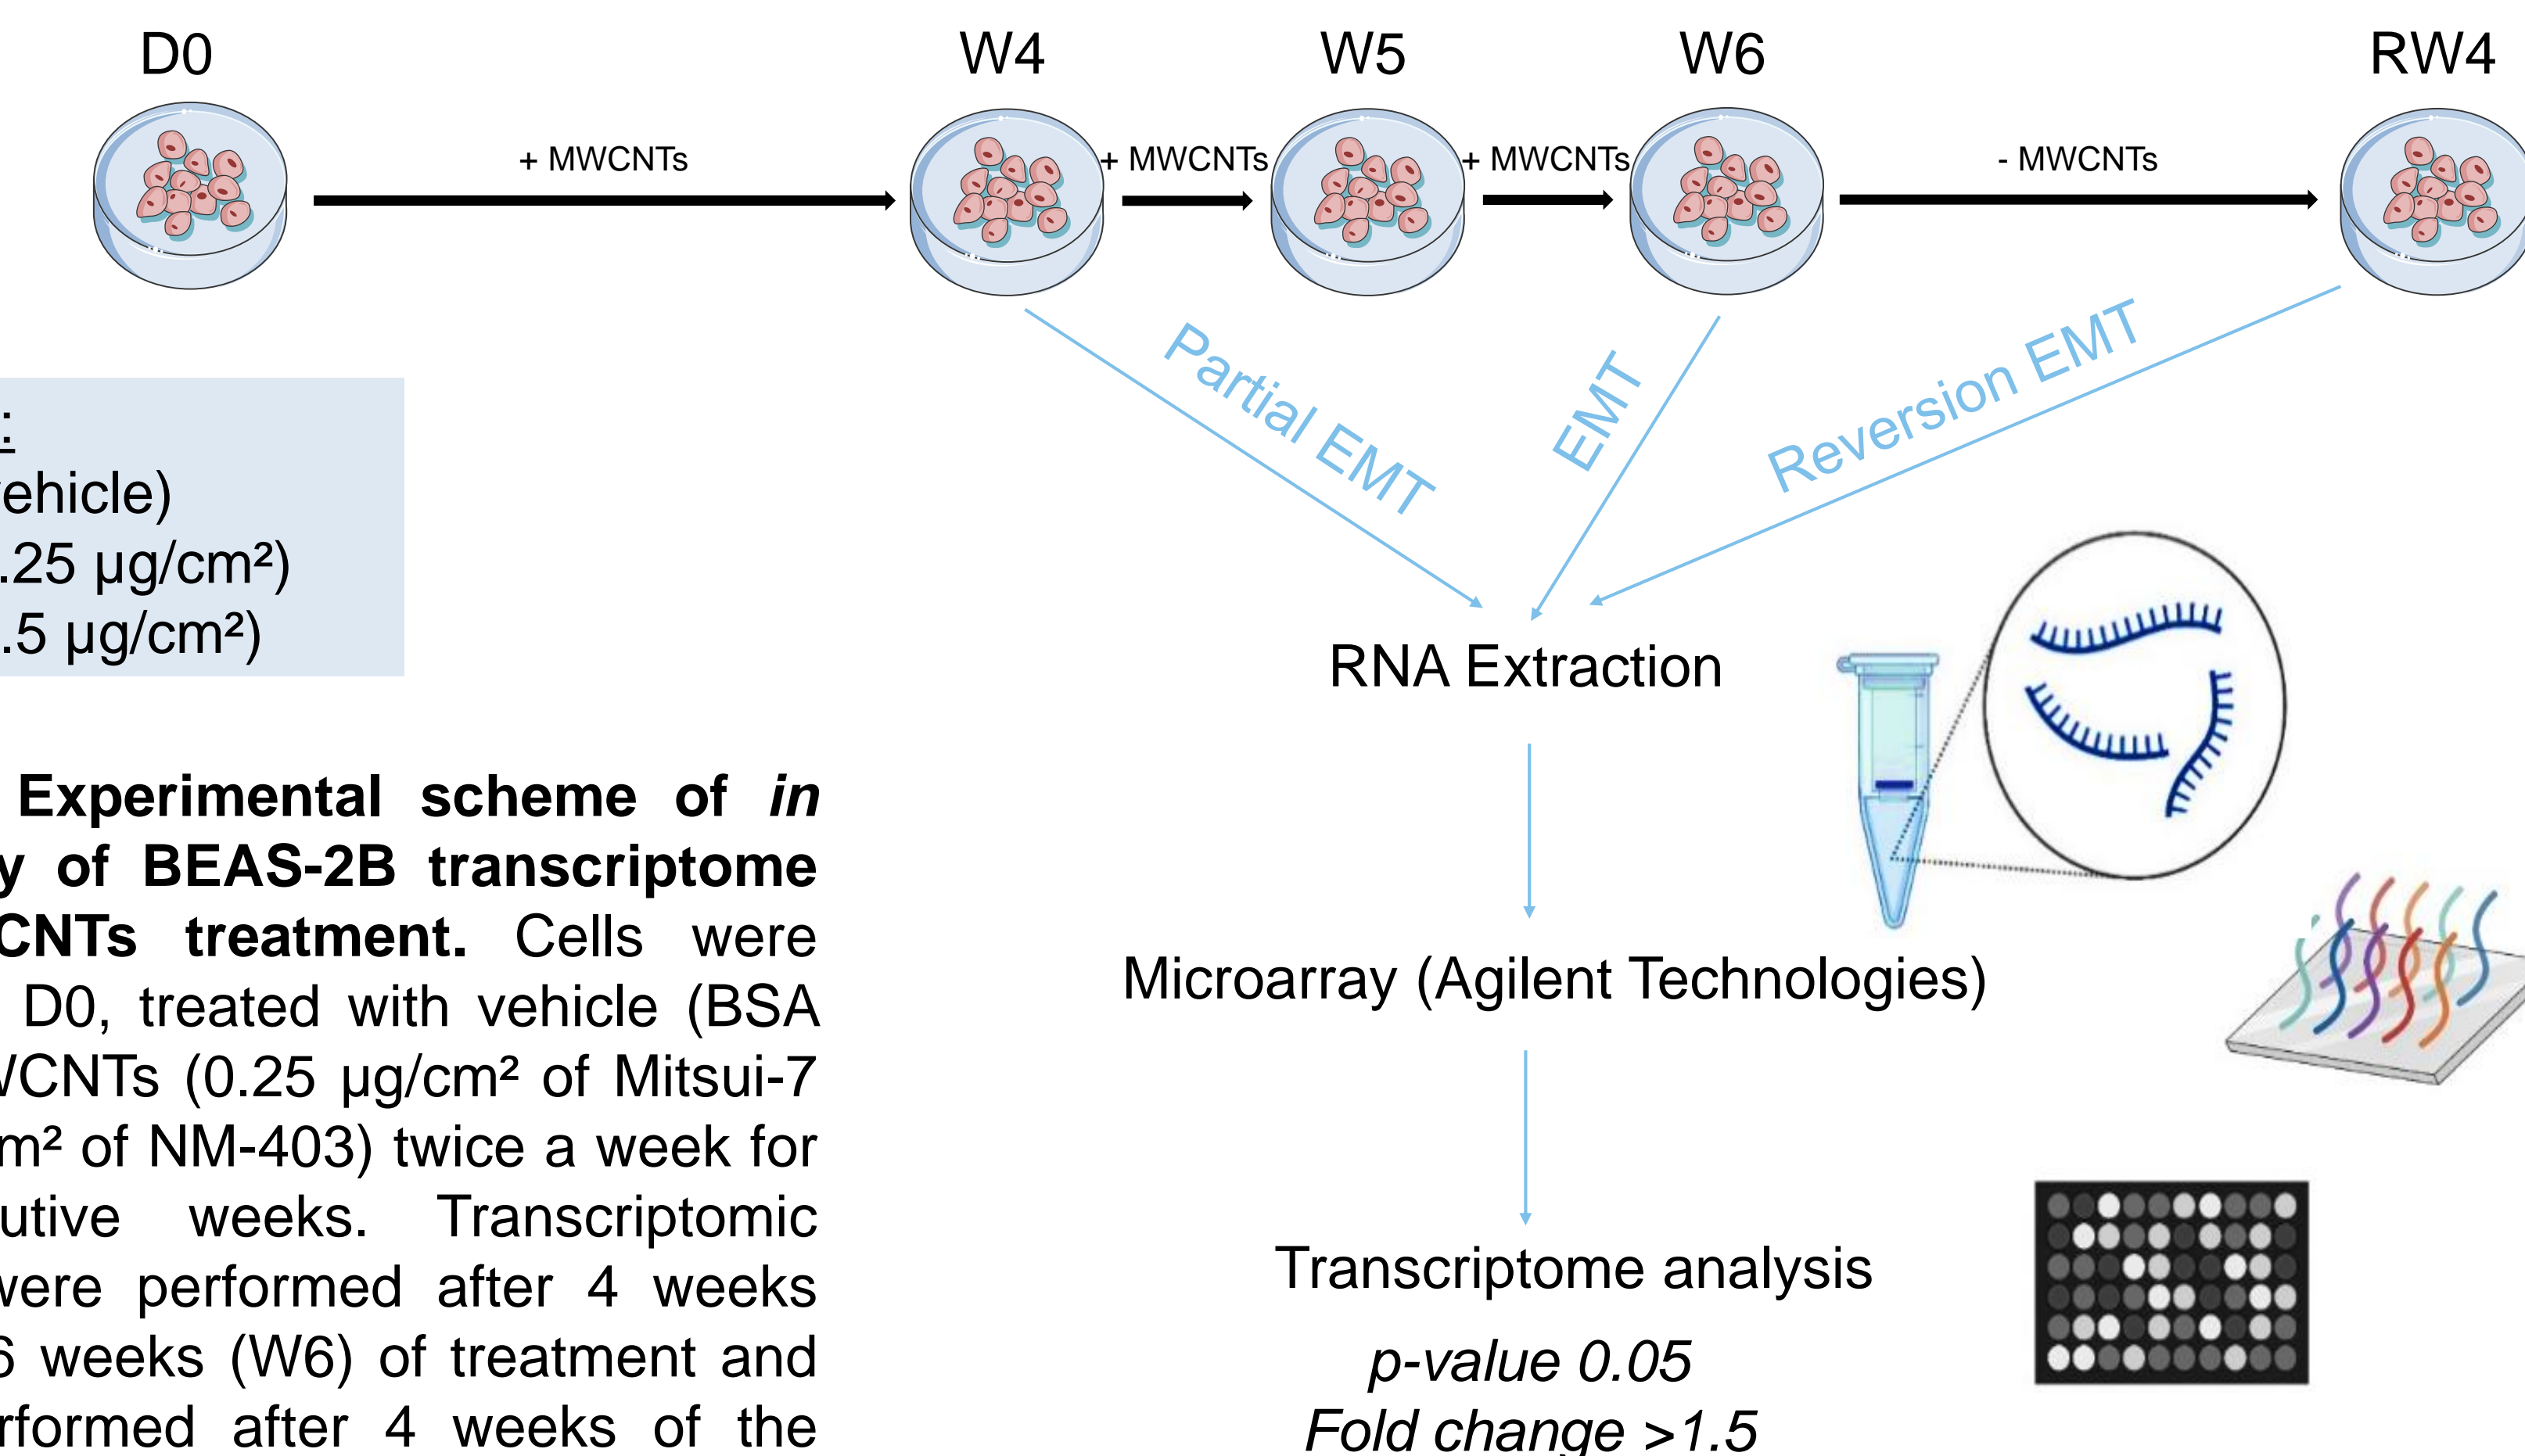 D0 W4 W5 W6 RW4
+ MWCNTs + MWCNTs + MWCNTs - MWCNTs
Partial EMT
EMT
Reversion EMT
:
ehicle)
.25 µg/cm²)
.5 µg/cm²)
RNA Extraction
Microarray (Agilent Technologies)
Transcriptome analysis
p-value 0.05
Fold change >1.5
Experimental scheme of in
y of BEAS-2B transcriptome
CNTs treatment. Cells were
D0, treated with vehicle (BSA
WCNTs (0.25 µg/cm² of Mitsui-7
m² of NM-403) twice a week for
utive weeks. Transcriptomic
were performed after 4 weeks
6 weeks (W6) of treatment and
rformed after 4 weeks of the